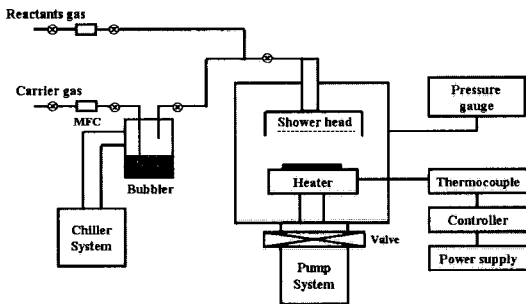 Reactants gas
Carrier gas
MFC
Bubbler
Chiller
System
Shower head
Heater
Valve
Pump
System
Pressure
gauge
Thermocouple
Controller
Power supply